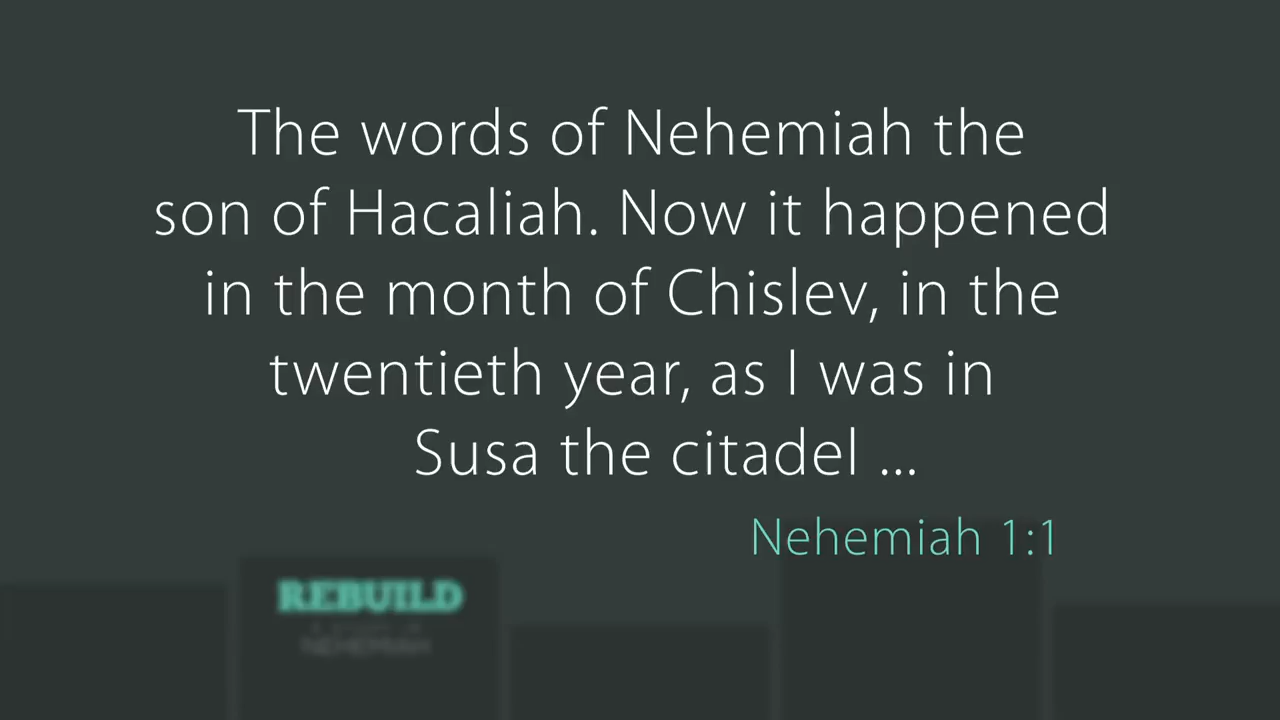 The words of Nehemiah the
son of Hacaliah. Now it happened
in the month of Chislev, in the
twentieth year, as I was in
Susa the citadel ...
Nehemiah 1:1
REBUILD
NEHEMIAH